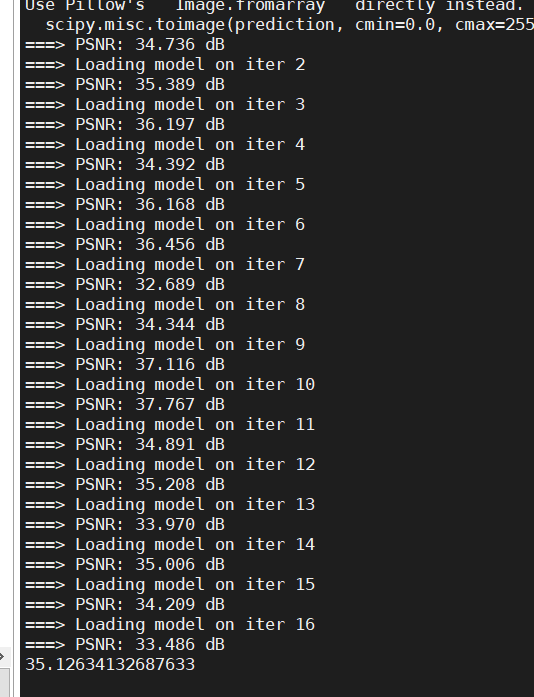 Use Pillow's ``Image.fromarray`` directly instead.
scipy.misc.toimage(prediction, cmin=0.0, cmax=255
===> PSNR: 34.736 dB
===> Loading model on iter 2
===> PSNR: 35.389 dB
===> Loading model on iter 3
===> PSNR: 36.197 dB
===> Loading model on iter 4
===> PSNR: 34.392 dB
===> Loading model on iter 5
===> PSNR: 36.168 dB
===> Loading model on iter 6
===> PSNR: 36.456 dB
===> Loading model on iter 7
===> PSNR: 32.689 dB
===> Loading model on iter 8
===> PSNR: 34.344 dB
===> Loading model on iter 9
===> PSNR: 37.116 dB
===> Loading model on iter 10
===> PSNR: 37.767 dB
===> Loading model on iter 11
===> PSNR: 34.891 dB
===> Loading model on iter 12
===> PSNR: 35.208 dB
===> Loading model on iter 13
===> PSNR: 33.970 dB
===> Loading model on iter 14
===> PSNR: 35.006 dB
===> Loading model on iter 15
===> PSNR: 34.209 dB
===> Loading model on iter 16
===> PSNR: 33.486 dB
35.12634132687633